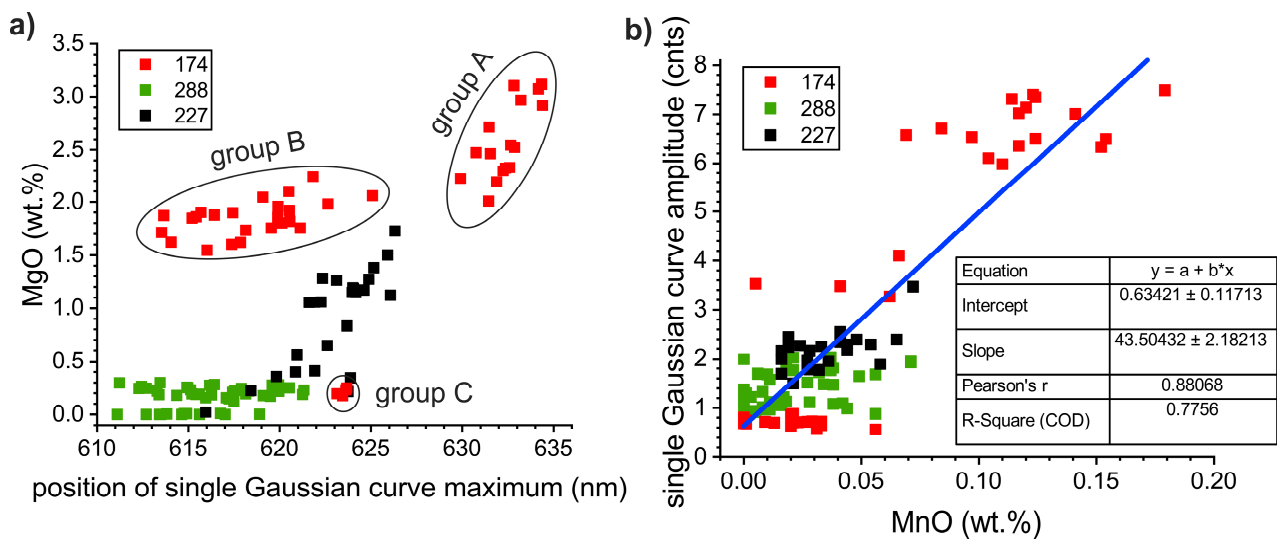 a)
MgO (wt.%)
3.5
3.0
2.5
2.0
1.5
1.0
0.5
0.0
174
288
227
group A
group B
group C
610
615
620
625
630
635
position of single Gaussian curve maximum (nm)
b)
single Gaussian curve amplitude (cnts)
8
7
6
5
4
3
2
1
0
174
288
227
Equation y = a + b*x
Intercept 0.63421 ± 0.11713
Slope 43.50432 ± 2.18213
Pearson's r 0.88068
R-Square (COD) 0.7756
0.00
0.05
0.10
0.15
0.20
MnO (wt.%)